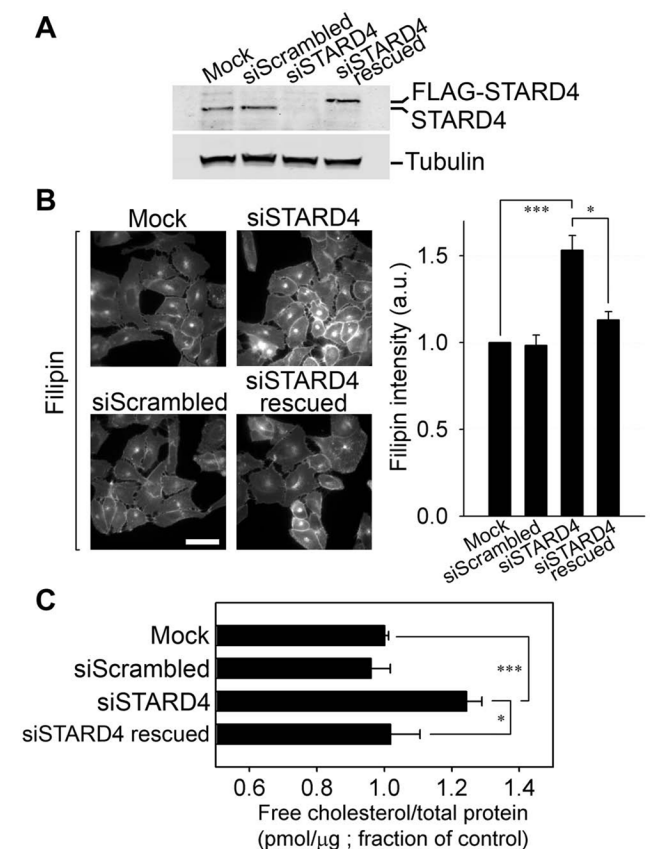 A
Mock
siScrambled
siSTARD4
siSTARD4
rescued
FLAG-STARD4
STARD4
Tubulin
B
Filipin
Mock
siSTARD4
siScrambled
siSTARD4
rescued
Filipin intensity (a.u.)
***
*
1.5
1.0
0.5
0.0
Mock
siScrambled
siSTARD4
siSTARD4
rescued
C
Mock
siScrambled
siSTARD4
siSTARD4 rescued
***
*
0.6 0.8 1.0 1.2 1.4
Free cholesterol/total protein
(pmol/μg ; fraction of control)